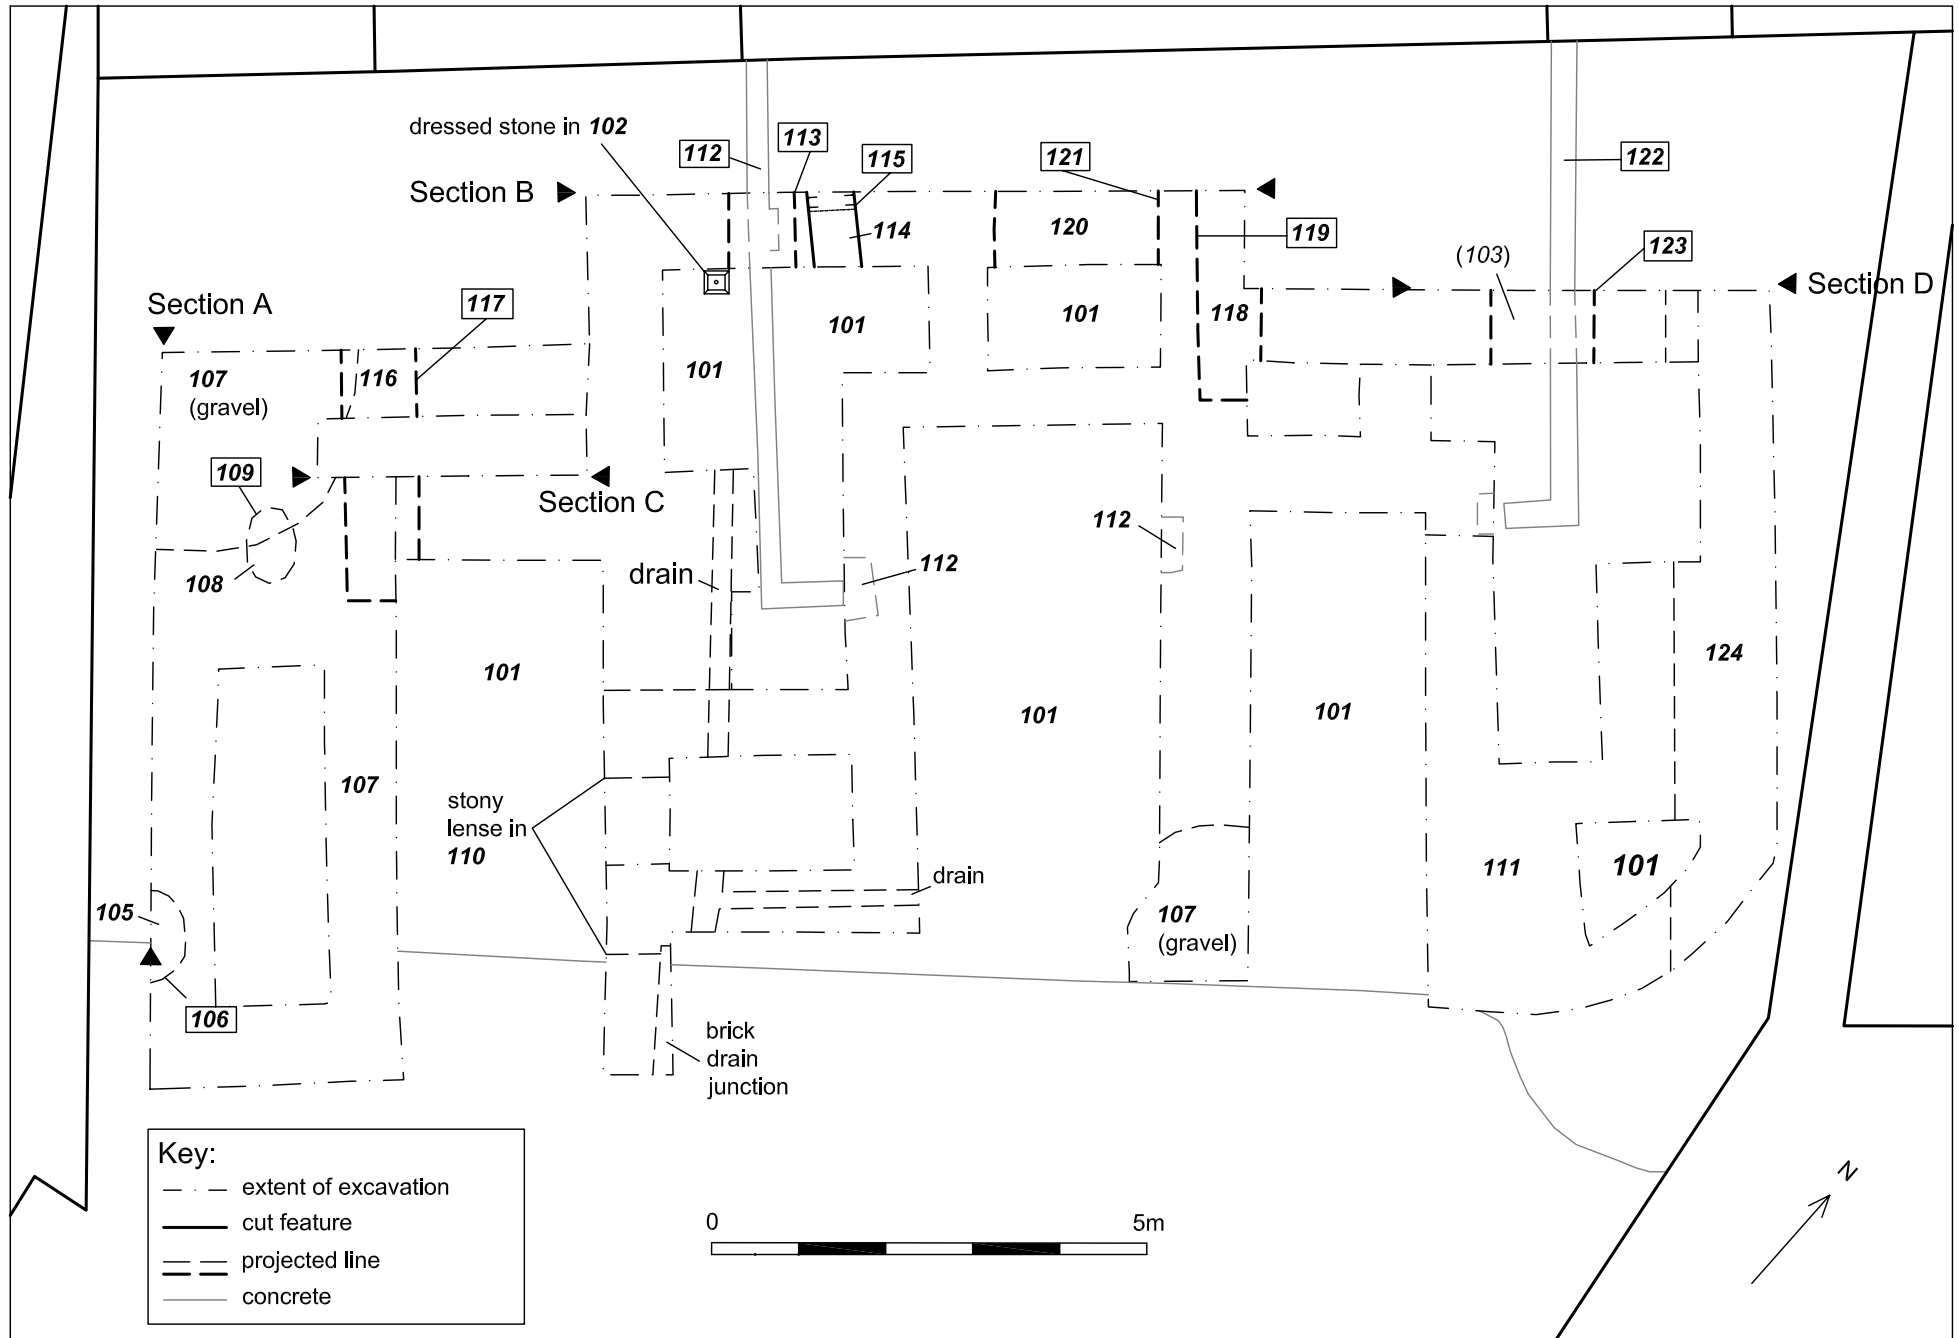 dressed stone in 102
112
113
115
121
122
Section B
114
120
119
(103)
123
Section A
117
Section D
101
101
118
101
107
(gravel)
116
109
Section C
112
108
drain
112
101
124
101
101
107
stony
lense in
110
111
101
drain
105
107
(gravel)
106
brick
drain
junction
Key:
extent of excavation
cut feature
projected line
concrete
0 5m
N